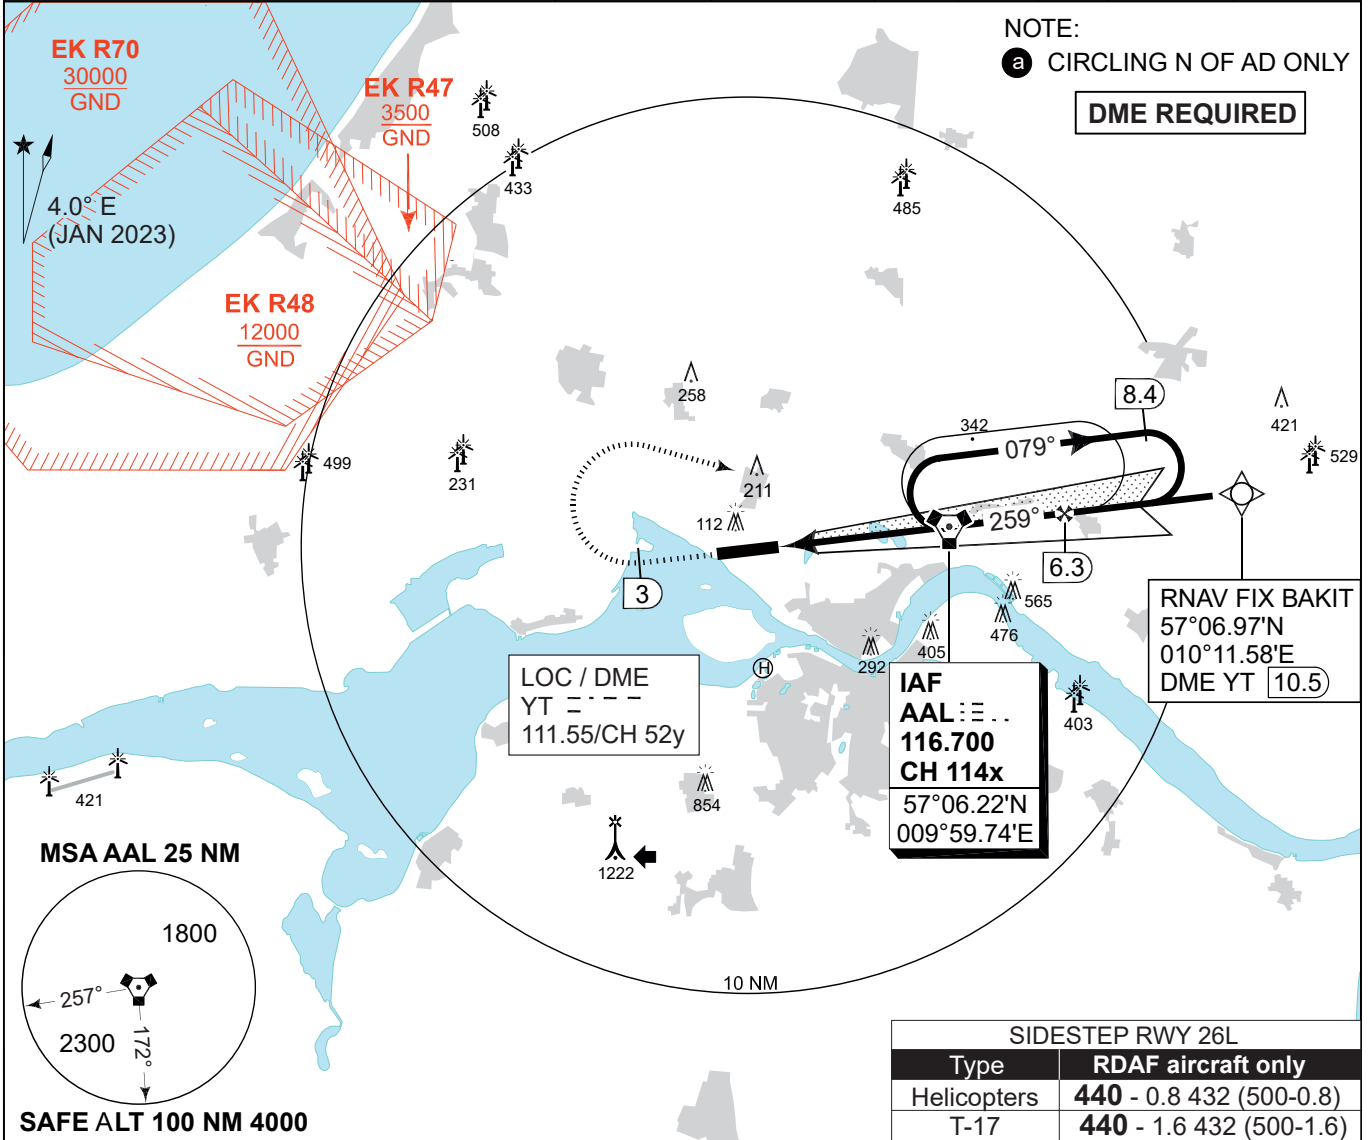 NOTE:
a CIRCLING N OF AD ONLY
DME REQUIRED
EK R70
30000
GND
EK R47
3500
GND
508
433
485
4.0° E
(JAN 2023)
EK R48
12000
GND
258
8.4
421
342
079°
529
499
231
211
112
259°
6.3
3
565
476
405
292
RNAV FIX BAKIT
57°06.97'N
010°11.58'E
DME YT 10.5
LOC / DME
YT
111.55/CH 52y
H
IAF
AAL
116.700
CH 114x
57°06.22'N
009°59.74'E
403
421
854
1222
MSA AAL 25 NM
1800
257°
2300
172°
SAFE ALT 100 NM 4000
10 NM
SIDESTEP RWY 26L
Type RDAF aircraft only
Helicopters 440 - 0.8 432 (500-0.8)
T-17 440 - 1.6 432 (500-1.6)